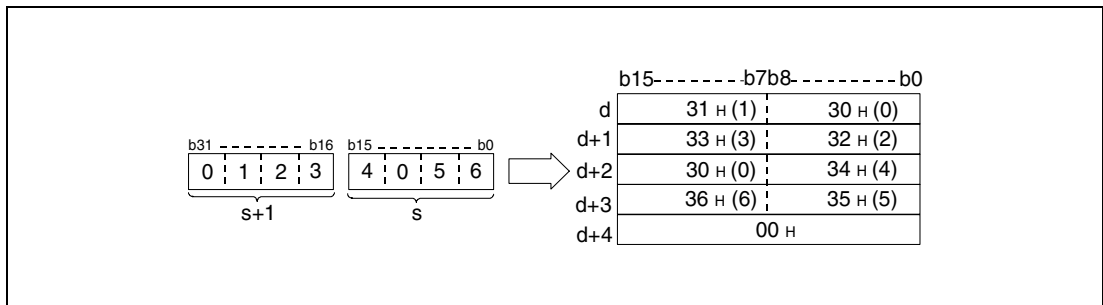 b15-------b7b8---------b0
d 31 H (1) 30 H (0)
d+1 33 H (3) 32 H (2)
d+2 30 H (0) 34 H (4)
d+3 36 H (6) 35 H (5)
d+4 00 H
b31 ---------- b16 b15 ---------- b0
0 1 2 3 4 0 5 6
s+1 s